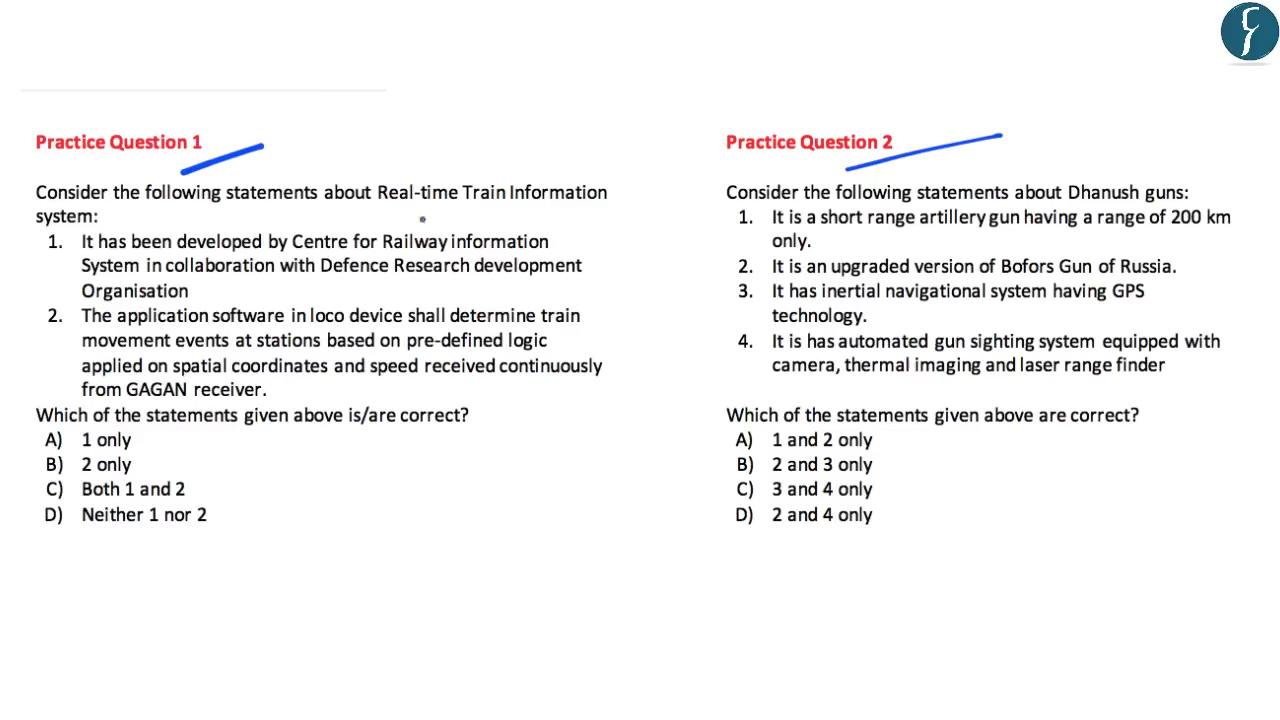 Practice Question 1
Consider the following statements about Real-time Train Information
system:
1. It has been developed by Centre for Railway information
System in collaboration with Defence Research development
Organisation
2. The application software in loco device shall determine train
movement events at stations based on pre-defined logic
applied on spatial coordinates and speed received continuously
from GAGAN receiver.
Which of the statements given above is/are correct?
A) 1 only
B) 2 only
C) Both 1 and 2
D) Neither 1 nor 2
Practice Question 2
Consider the following statements about Dhanush guns:
1. It is a short range artillery gun having a range of 200 km
only.
2. It is an upgraded version of Bofors Gun of Russia.
3. It has inertial navigational system having GPS
technology.
4. It is has automated gun sighting system equipped with
camera, thermal imaging and laser range finder
Which of the statements given above are correct?
A) 1 and 2 only
B) 2 and 3 only
C) 3 and 4 only
D) 2 and 4 only